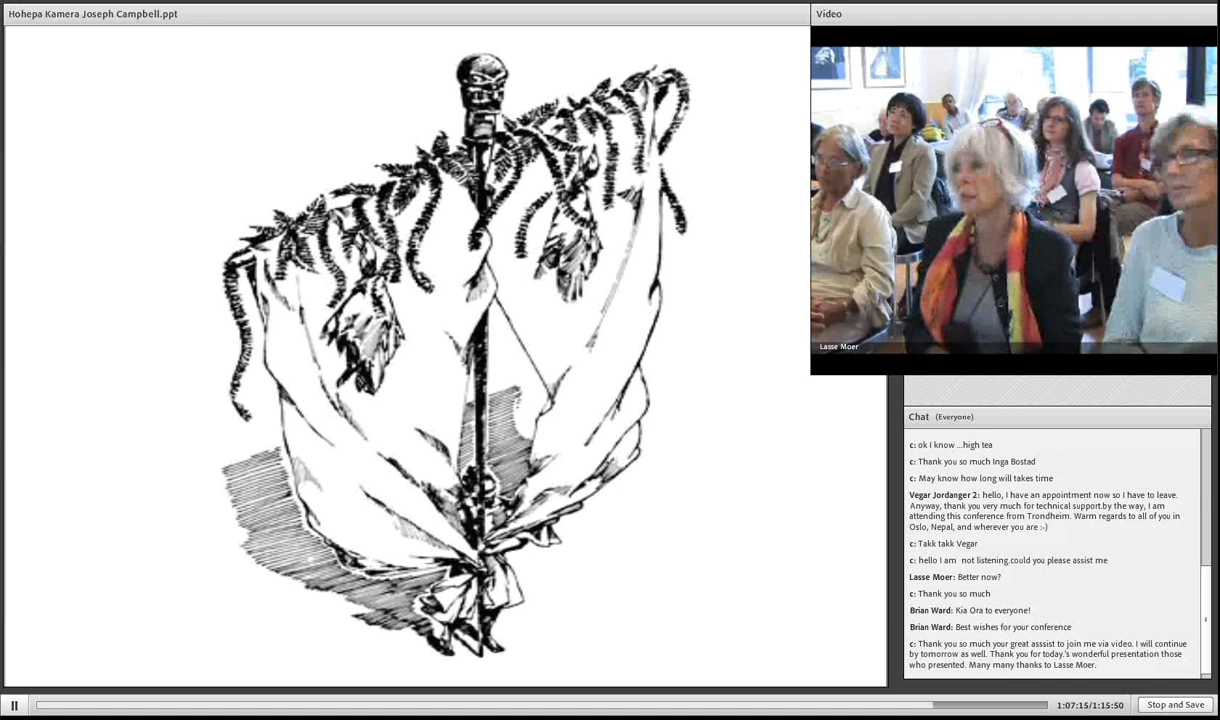 Hohepa Kamera Joseph Campbell.ppt
Video
Lasse Moer
Chat (Everyone)
c: ok I know ...high tea
c: Thank you so much Inga Bostad
c: May know how long will takes time
Vegar Jordanger 2: hello, I have an appointment now so I have to leave.
Anyway, thank you very much for technical support.by the way, I am
attending this conference from Trondheim. Warm regards to all of you in
Oslo, Nepal, and wherever you are :-)
c: Takk takk Vegar
c: hello I am not listening.could you please assist me
Lasse Moer: Better now?
c: Thank you so much
Brian Ward: Kia Ora to everyone!
Brian Ward: Best wishes for your conference
c: Thank you so much your great asssist to join me via video. I will continue
by tomorrow as well. Thank you for today.'s wonderful presentation those
who presented. Many many thanks to Lasse Moer.
1:07:15/1:15:50
Stop and Save